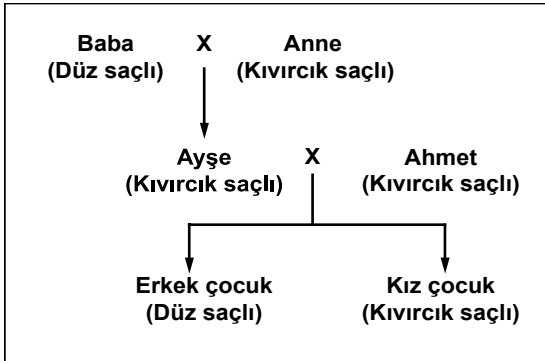 Baba X Anne
(Düz saçlı) (Kıvırcık saçlı)
Ayşe X Ahmet
(Kıvırcık saçlı) (Kıvırcık saçlı)
Erkek çocuk Kız çocuk
(Düz saçlı) (Kıvırcık saçlı)